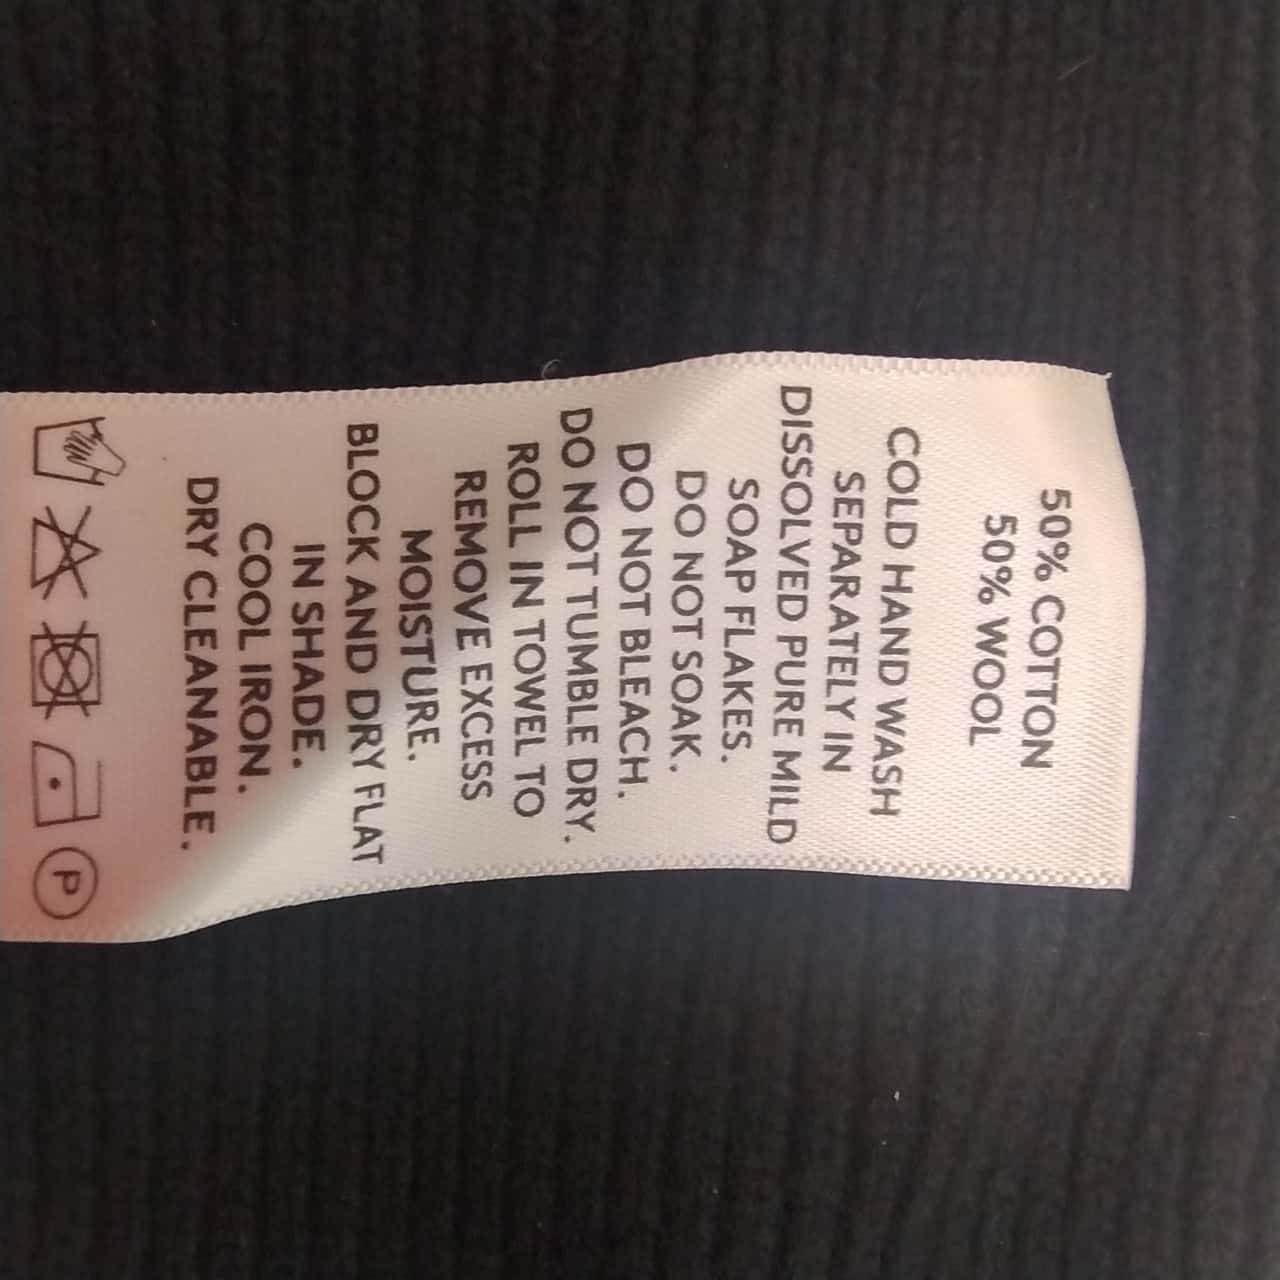 50% COTTON
50% WOOL
COLD HAND WASH
SEPARATELY IN
DISSOLVED PURE MILD
SOAP FLAKES.
DO NOT SOAK.
DO NOT BLEACH.
DO NOT TUMBLE DRY.
ROLL IN TOWEL TO
REMOVE EXCESS
MOISTURE.
BLOCK AND DRY FLAT
IN SHADE.
COOL IRON.
DRY CLEANABLE.
P